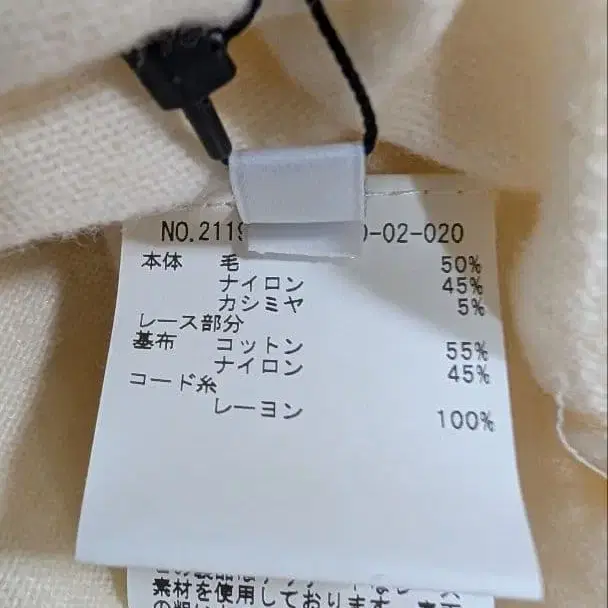 NO.2119 0-02-020
本体 毛 50%
ナイロン 45%
カシミヤ 5%
レース部分
基布 コットン 55%
ナイロン 45%
コード糸
レーヨン 100%
素材を使用しております。